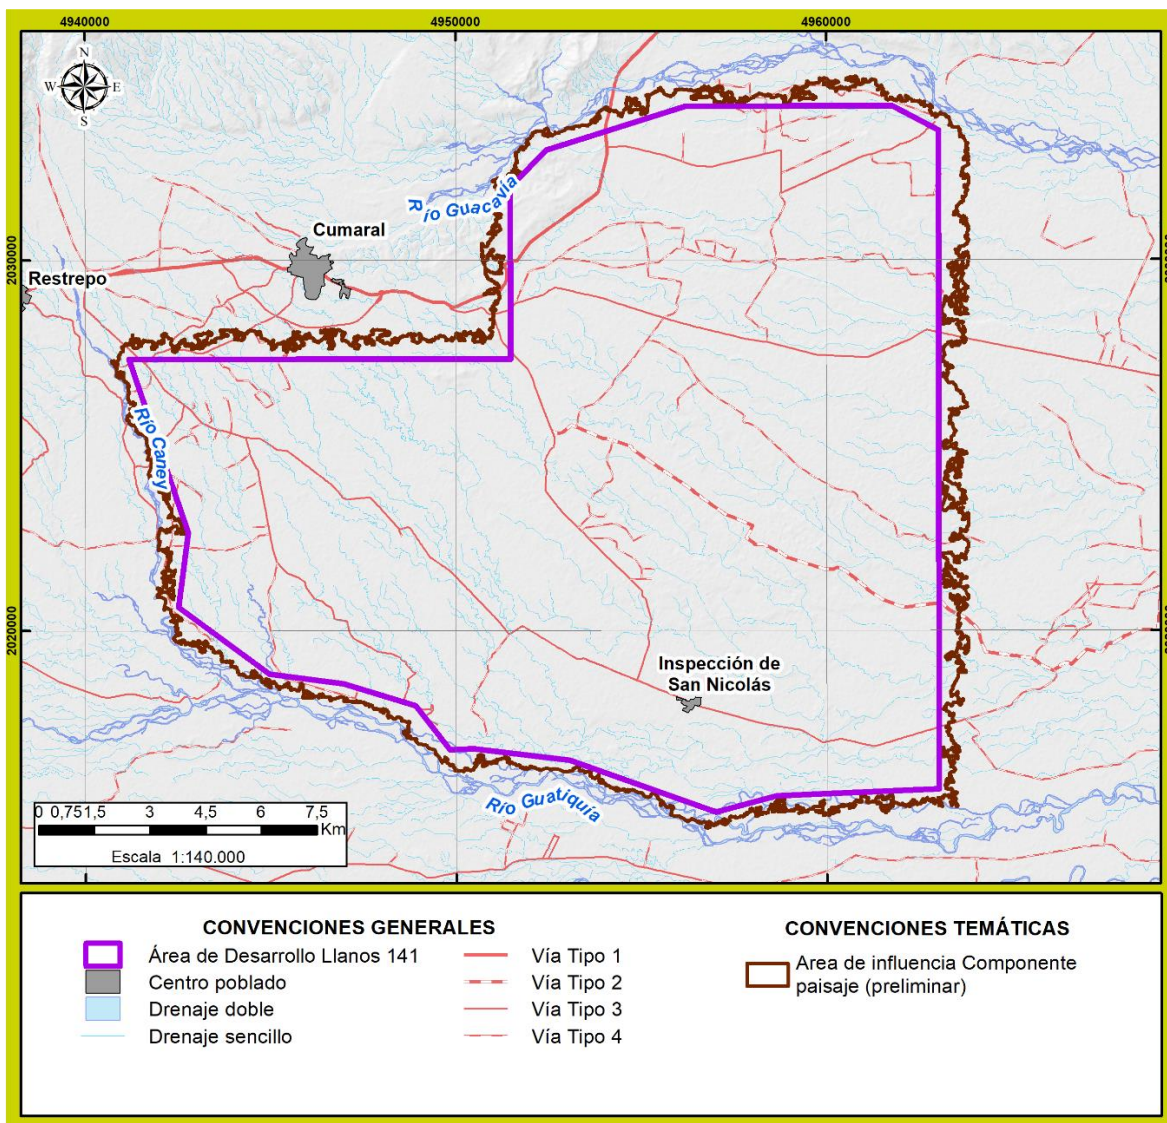 4940000
4950000
4960000
N
W
E
S
2030000
2020000
Cumaral
Restrepo
Río Guacavía
Río Caney
Inspección de
San Nicolás
Río Guatiquía
0 0,751,5 3 4,5 6 7,5
Km
Escala 1:140.000
4940000
4950000
4960000
CONVENCIONES GENERALES
Área de Desarrollo Llanos 141
Centro poblado
Drenaje doble
Drenaje sencillo
Vía Tipo 1
Vía Tipo 2
Vía Tipo 3
Vía Tipo 4
CONVENCIONES TEMÁTICAS
Area de influencia Componente
paisaje (preliminar)